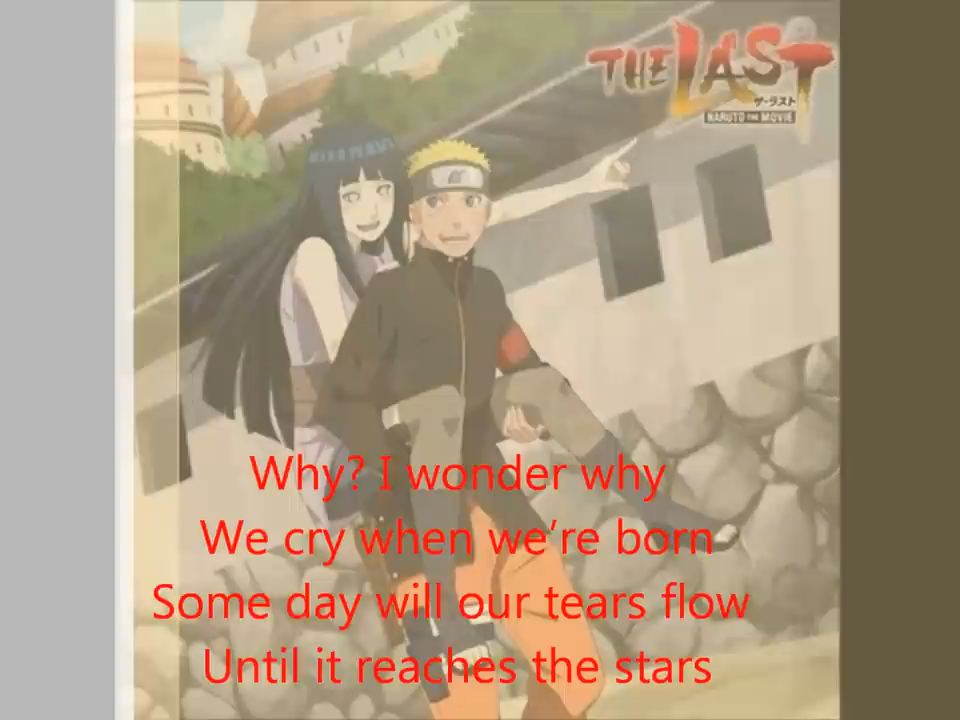 THE LAST
ザ・ラスト
NARUTO THE MOVIE
Why? I wonder why
We cry when we’re born
Some day will our tears flow
Until it reaches the stars